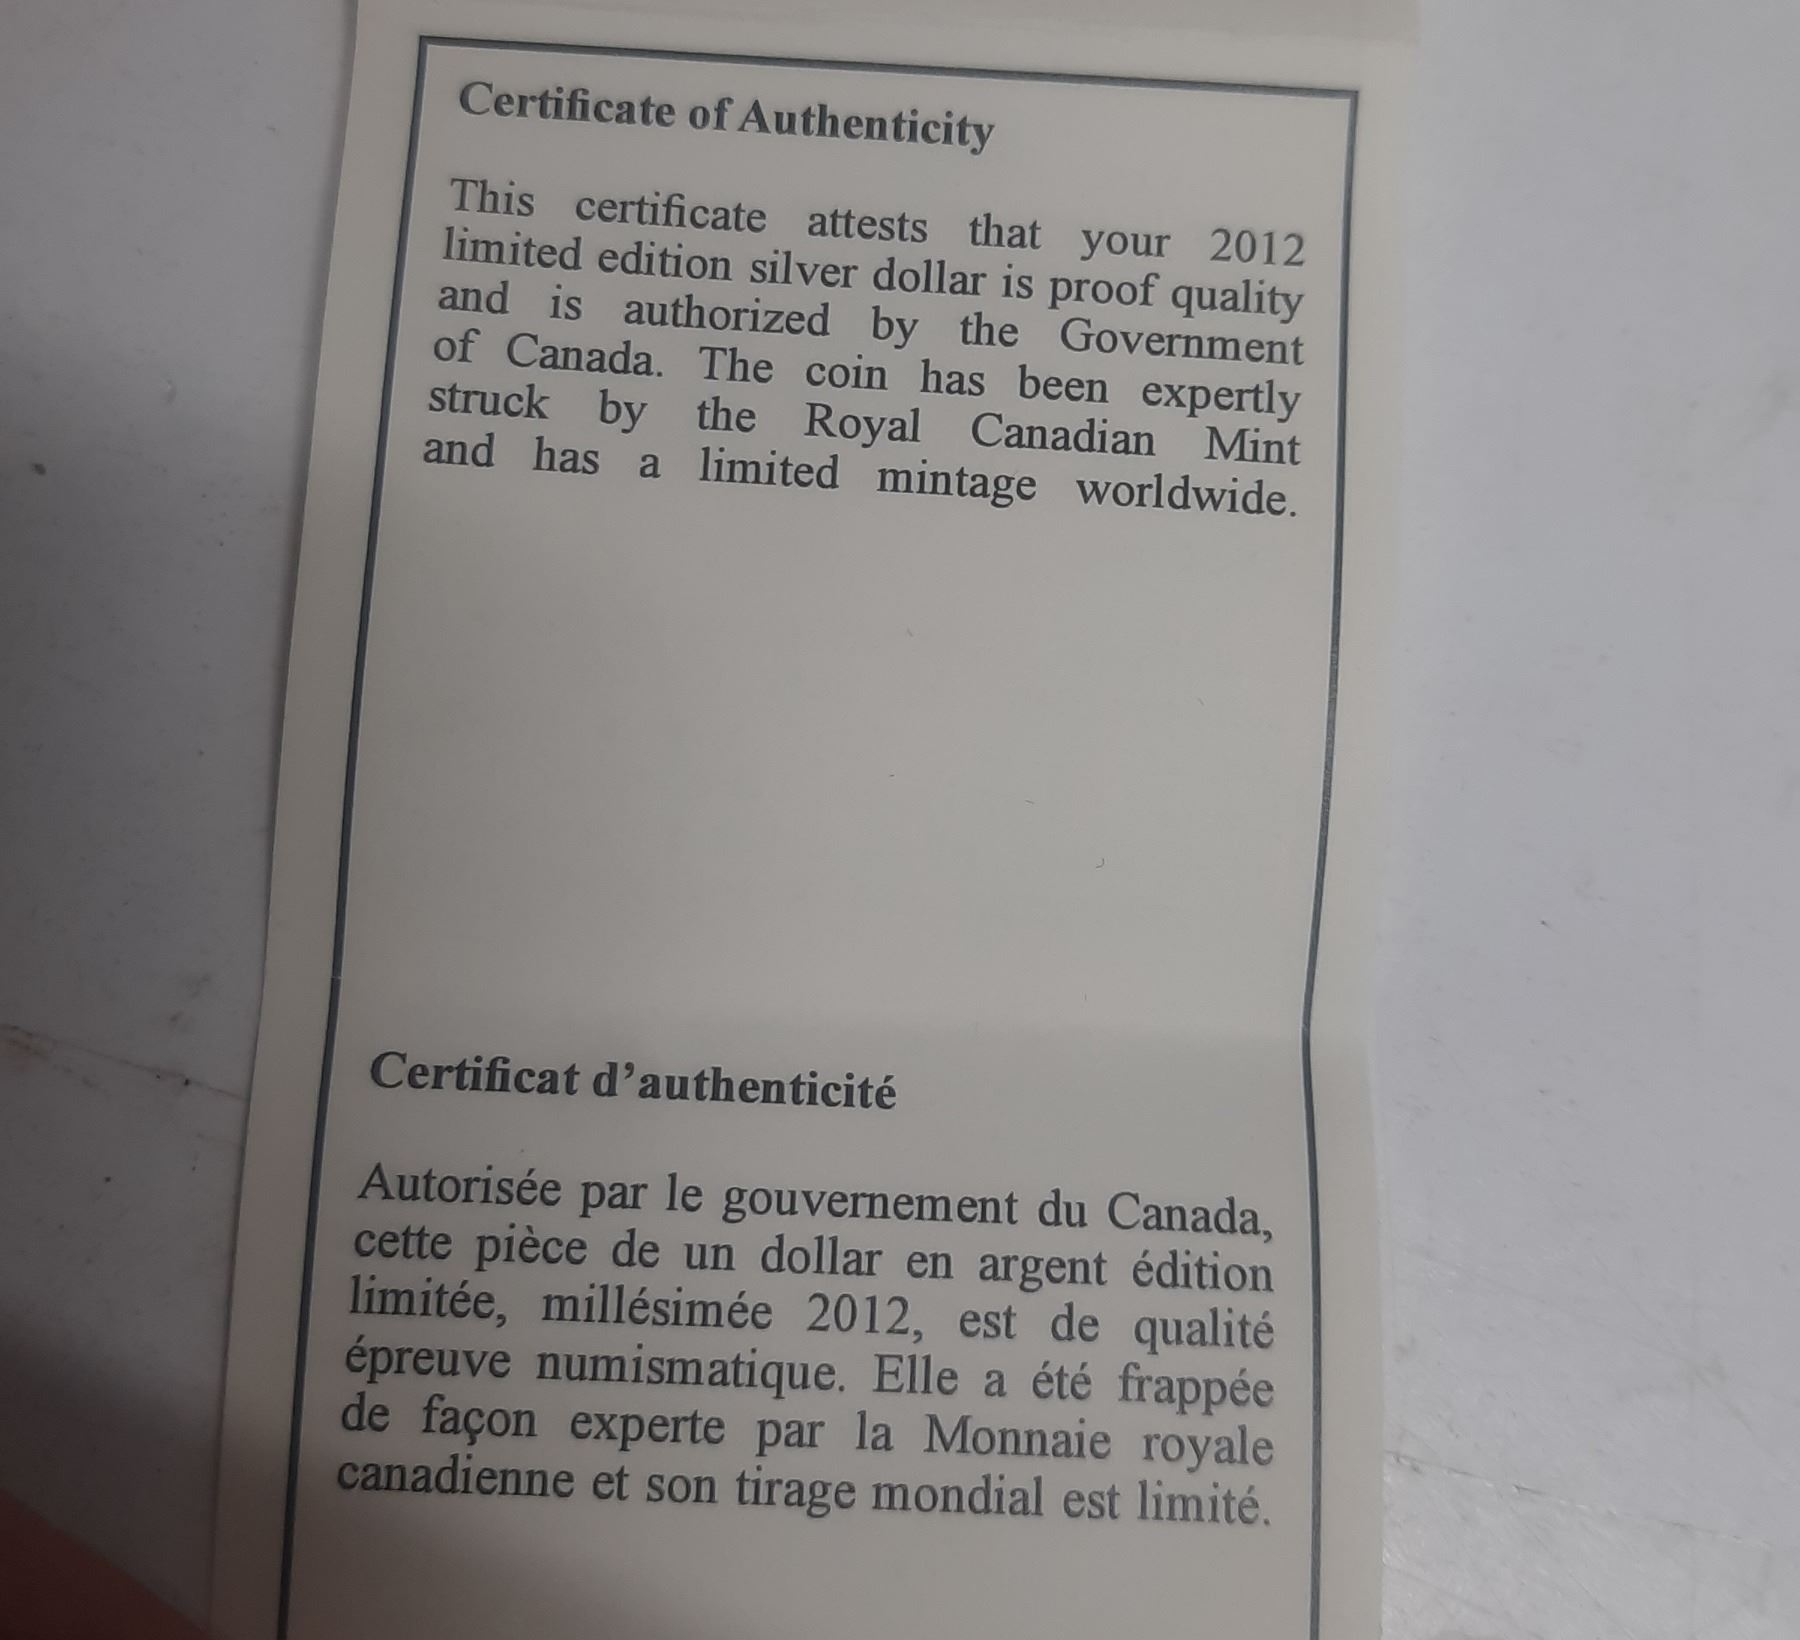 Certificate of Authenticity
This certificate attests that your 2012
limited edition silver dollar is proof quality
and is authorized by the Government
of Canada. The coin has been expertly
struck by the Royal Canadian Mint
and has a limited mintage worldwide.
Certificat d’authenticité
Autorisée par le gouvernement du Canada,
cette pièce de un dollar en argent édition
limitée, millésimée 2012, est de qualité
épreuve numismatique. Elle a été frappée
de façon experte par la Monnaie royale
canadienne et son tirage mondial est limité.